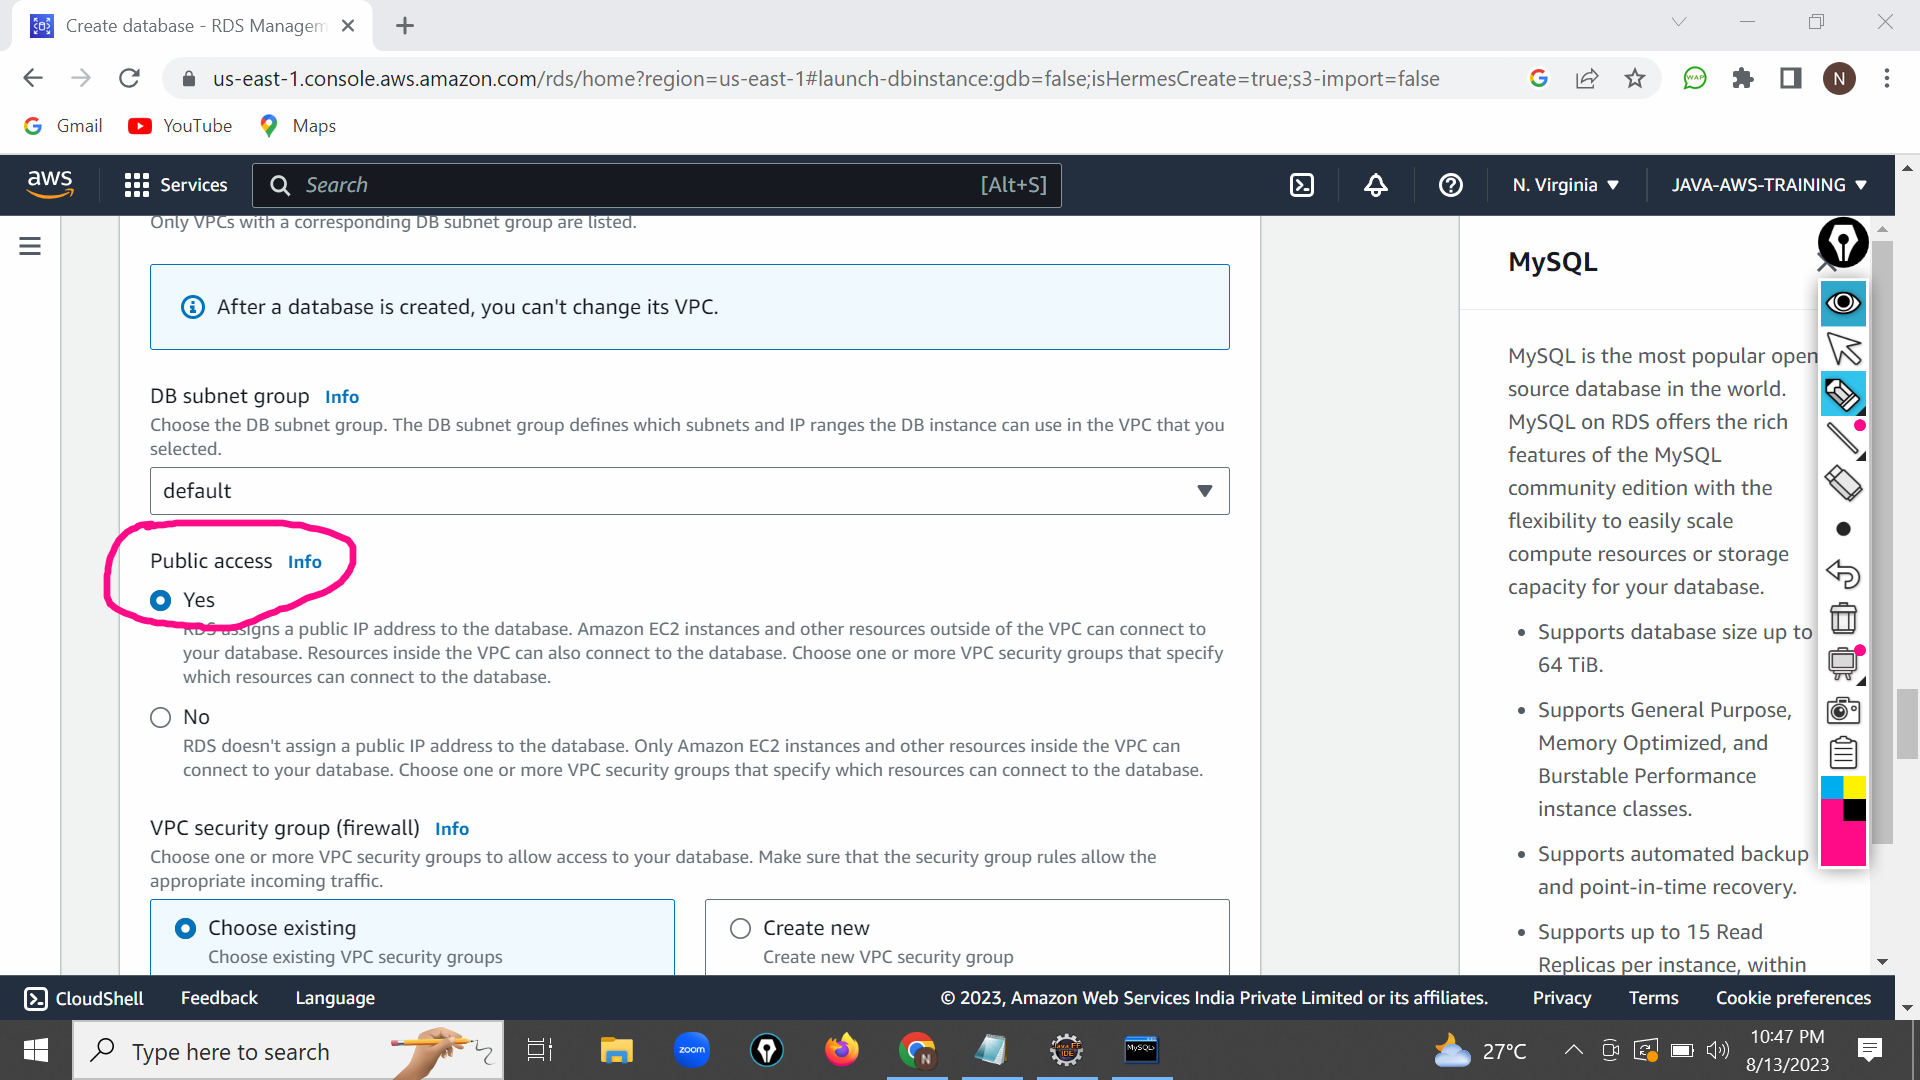 Create database - RDS Managem
us-east-1.console.aws.amazon.com/rds/home?region=us-east-1#launch-dbinstance:gdb=false;isHermesCreate=true;s3-import=false
WAP
N
Gmail
YouTube
Maps
aws
Services
Search
[Alt+S]
N. Virginia
JAVA-AWS-TRAINING
Only VPCs with a corresponding DB subnet group are listed.
After a database is created, you can't change its VPC.
DB subnet group Info
Choose the DB subnet group. The DB subnet group defines which subnets and IP ranges the DB instance can use in the VPC that you
selected.
default
Public access Info
Yes
RDS assigns a public IP address to the database. Amazon EC2 instances and other resources outside of the VPC can connect to
your database. Resources inside the VPC can also connect to the database. Choose one or more VPC security groups that specify
which resources can connect to the database.
No
RDS doesn't assign a public IP address to the database. Only Amazon EC2 instances and other resources inside the VPC can
connect to your database. Choose one or more VPC security groups that specify which resources can connect to the database.
VPC security group (firewall) Info
Choose one or more VPC security groups to allow access to your database. Make sure that the security group rules allow the
appropriate incoming traffic.
Choose existing
Choose existing VPC security groups
Create new
Create new VPC security group
MySQL
MySQL is the most popular open
source database in the world.
MySQL on RDS offers the rich
features of the MySQL
community edition with the
flexibility to easily scale
compute resources or storage
capacity for your database.
• Supports database size up to
64 TiB.
• Supports General Purpose,
Memory Optimized, and
Burstable Performance
instance classes.
• Supports automated backup
and point-in-time recovery.
• Supports up to 15 Read
Replicas per instance, within
CloudShell
Feedback
Language
© 2023, Amazon Web Services India Private Limited or its affiliates.
Privacy
Terms
Cookie preferences
Type here to search
zoom
N
Java EE
IDE
MySQL
27°C
10:47 PM
8/13/2023